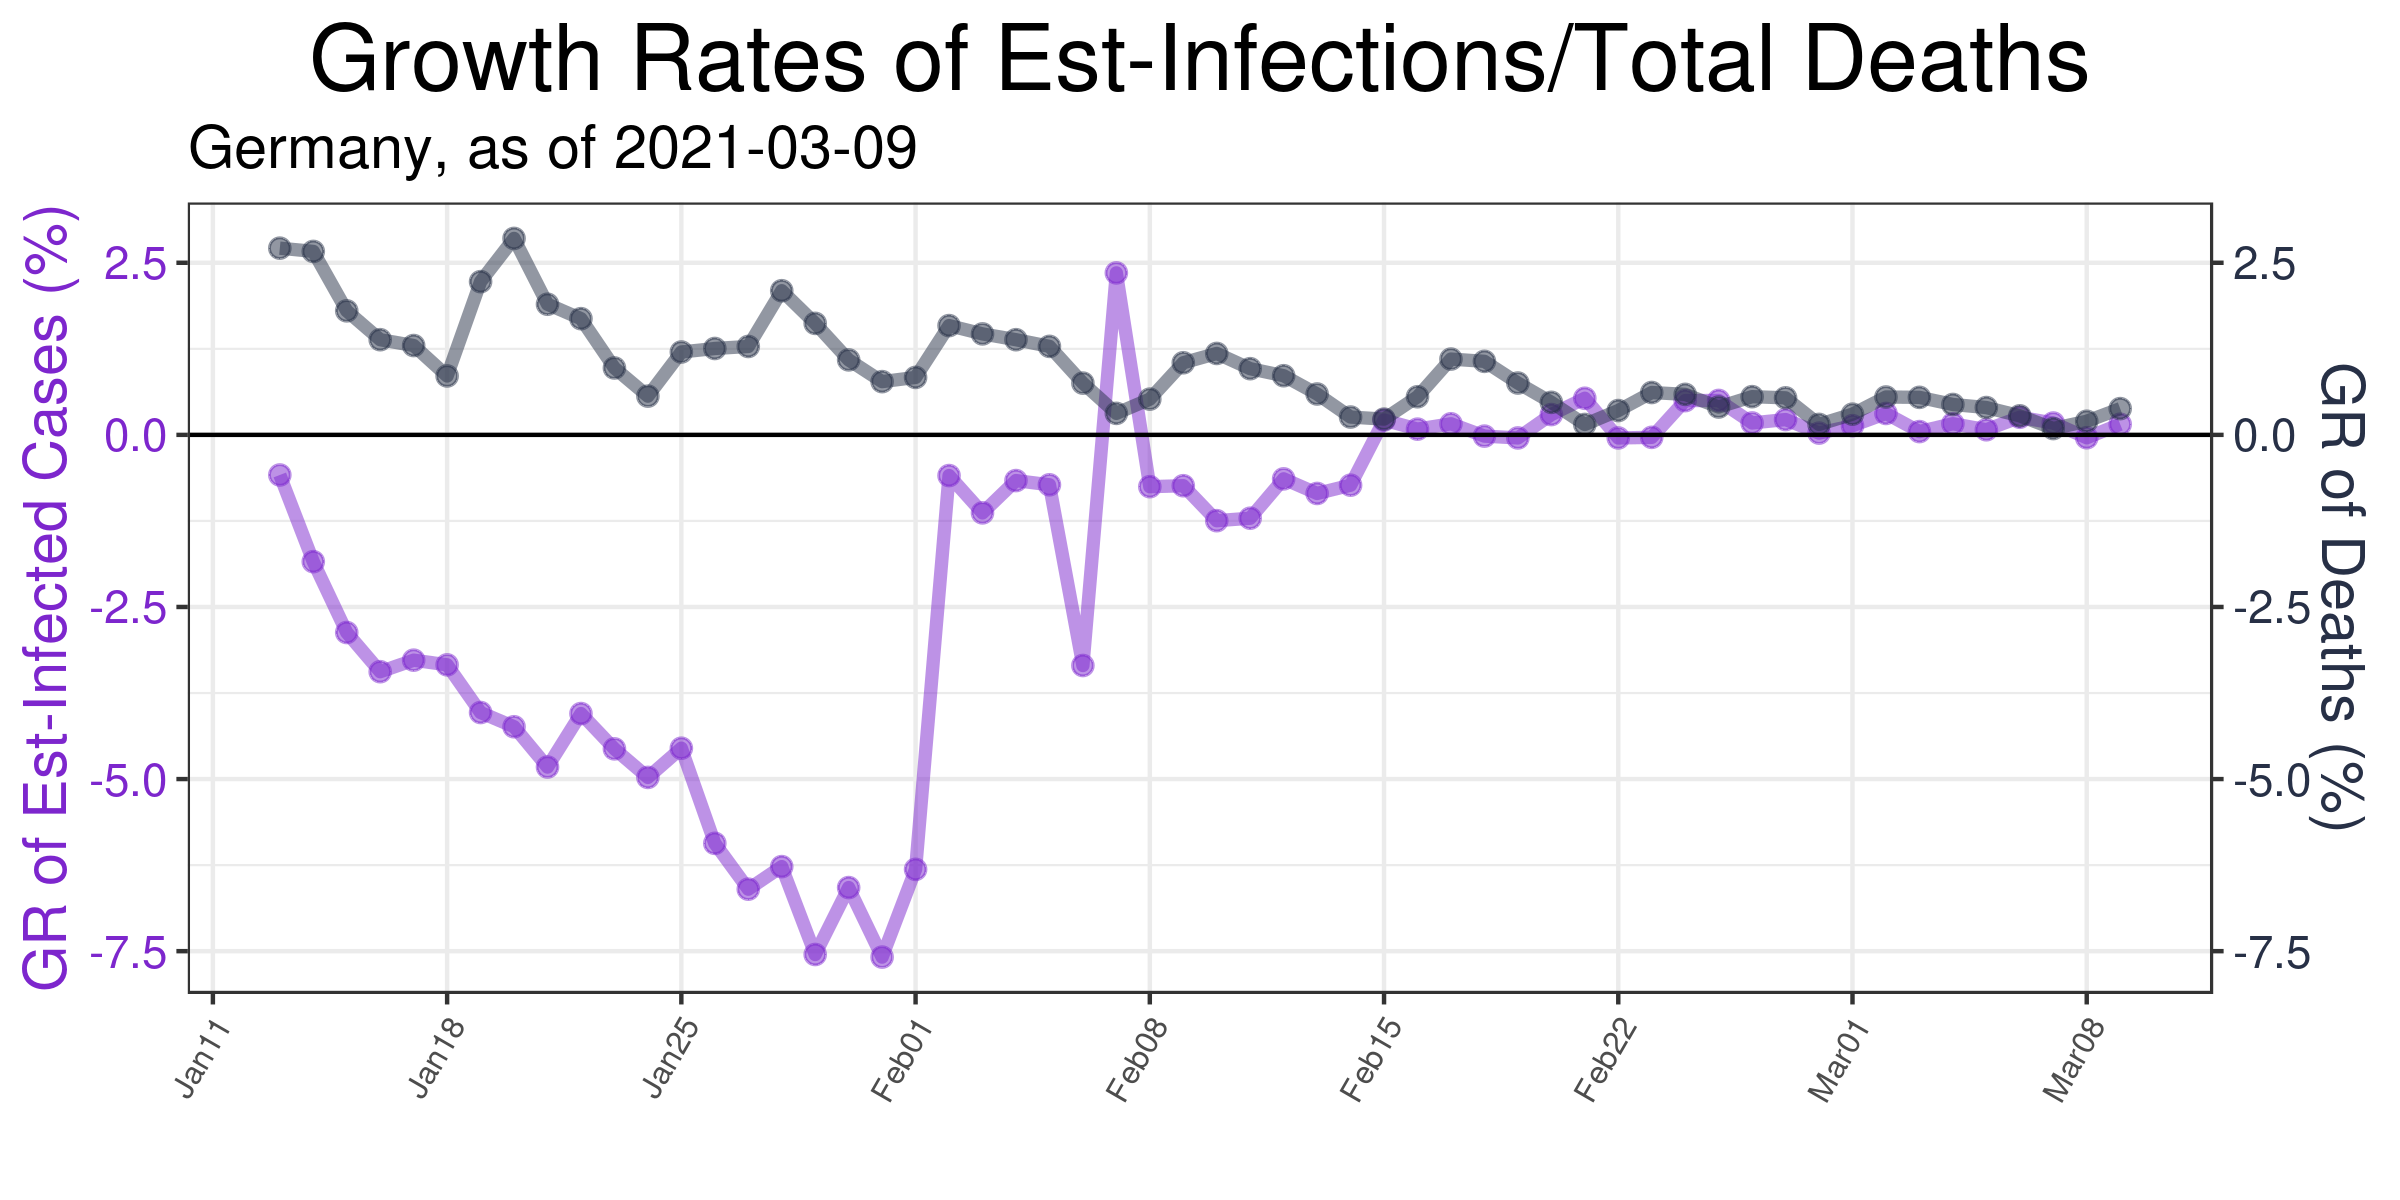 Growth Rates of Est-Infections/Total Deaths
Germany, as of 2021-03-09
GR of Est-Infected Cases (%)
2.5
0.0
-2.5
-5.0
-7.5
2.5
0.0
-2.5
-5.0
-7.5
GR of Deaths (%)
Jan11
Jan18
Jan25
Feb01
Feb08
Feb15
Feb22
Mar01
Mar08